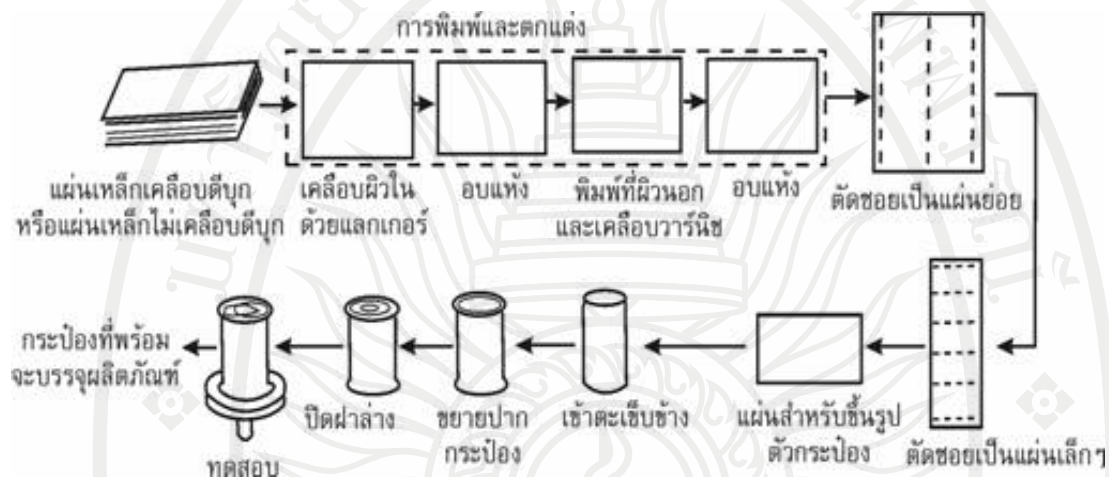 การพิมพ์และตกแต่ง
แผ่นเหล็กเคลือบดีบุก
หรือแผ่นเหล็กไม่เคลือบดีบุก
เคลือบผิวใน
ด้วยแลกเกอร์
อบแห้ง
พิมพ์ที่ผิวนอก
และเคลือบวาร์นิช
อบแห้ง
ตัดซอยเป็นแผ่นย่อย
กระป๋องที่พร้อม
จะบรรจุผลิตภัณฑ์
ทดสอบ
ปิดฝาล่าง
ขยายปาก
กระป๋อง
เข้าตะเข็บข้าง
แผ่นสำหรับขึ้นรูป
ตัวกระป๋อง
ตัดซอยเป็นแผ่นเล็กๆ